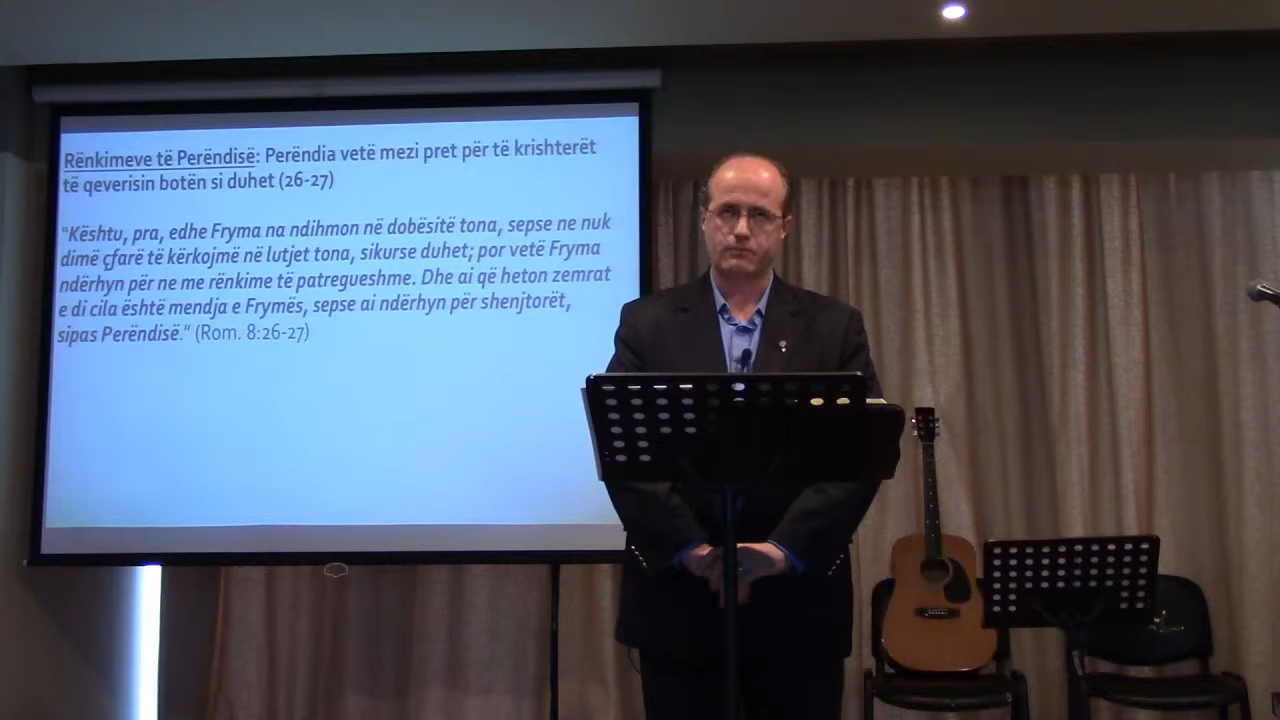 Rënkimeve të Perëndisë: Perëndia vetë mezi pret për të krishterët
të qeverisin botën si duhet (26-27)
“Kështu, pra, edhe Fryma na ndihmon në dobësitë tona, sepse ne nuk
dimë çfarë të kërkojmë në lutjet tona, sikurse duhet; por vetë Fryma
ndërhyn për ne me rënkime të patregueshme. Dhe ai që heton zemrat
e di cila është mendja e Frymës, sepse ai ndërhyn për shenjtorët,
sipas Perëndisë.” (Rom. 8:26-27)